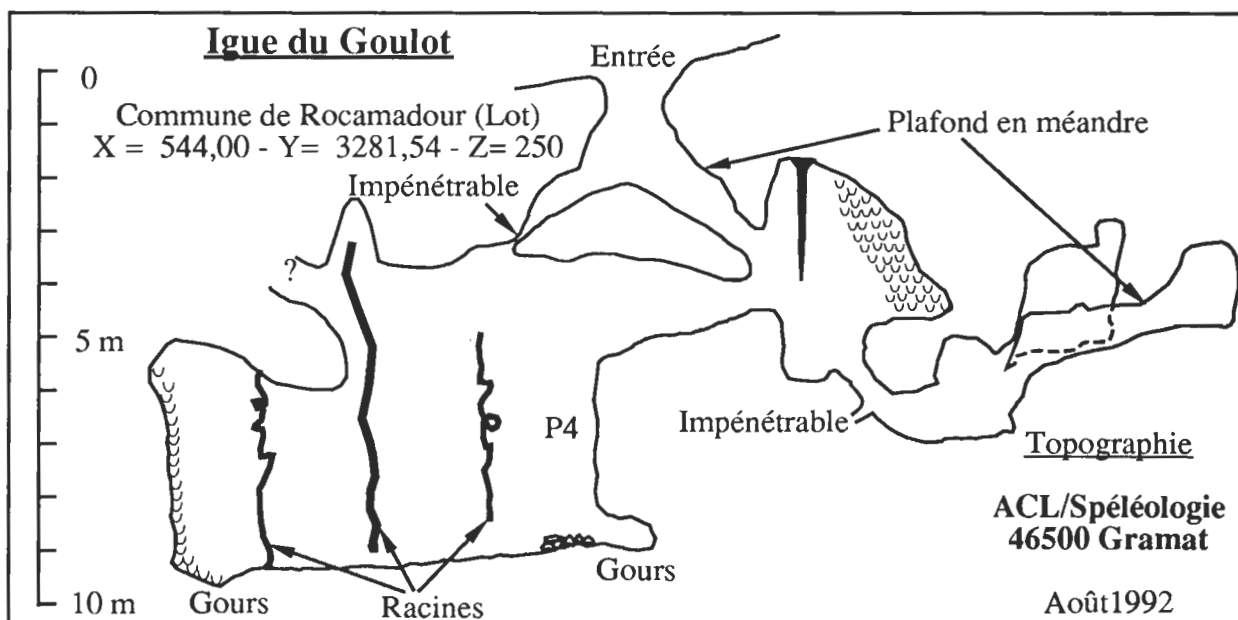 Igue du Goulot
Entrée
0
Commune de Rocamadour (Lot)
X = 544,00 - Y= 3281,54 - Z= 250
Plafond en méandre
Impénétrable
?
5 m
P4
Impénétrable
Topographie
ACL/Spéléologie
46500 Gramat
Gours
Gours
Racines
10 m
Août1992